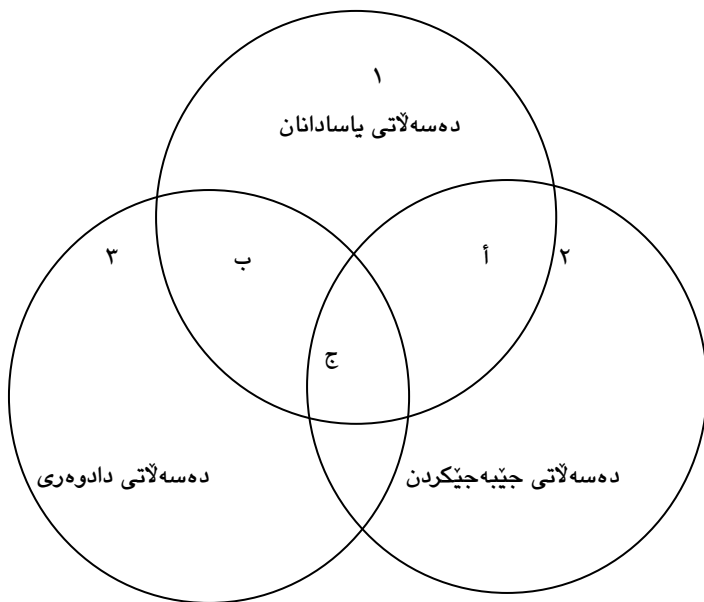 ١
دەسەڵاتی یاسادانان
٢
أ
ب
٣
ج
دەسەڵاتی جێبەجێکردن
دەسەڵاتی دادوەری